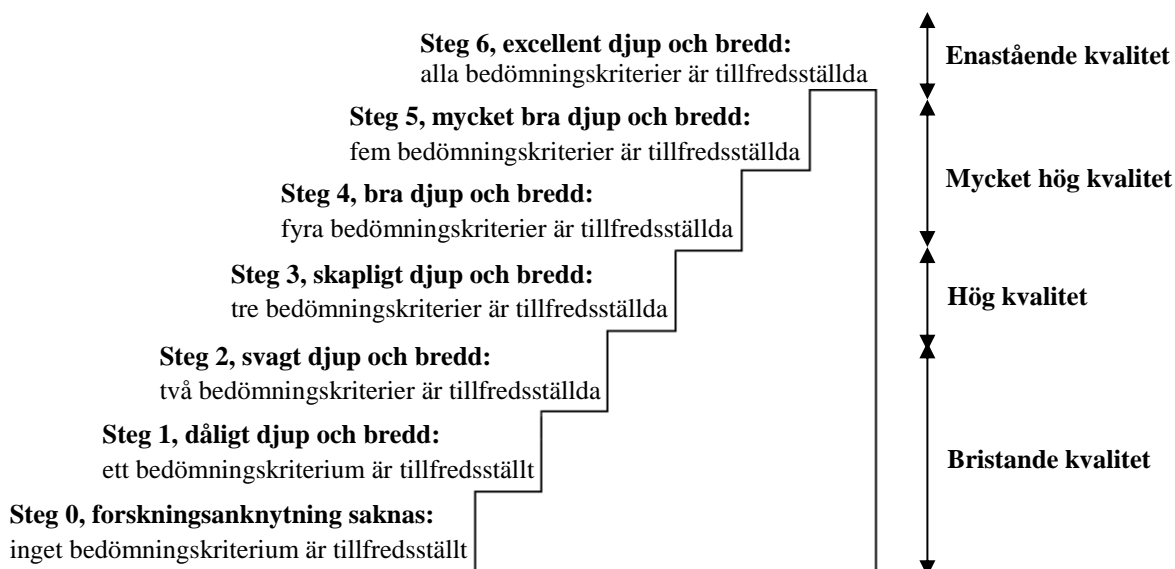 Steg 6, excellent djup och bredd:
alla bedömningskriterier är tillfredsställda
Enastående kvalitet
Steg 5, mycket bra djup och bredd:
fem bedömningskriterier är tillfredsställda
Mycket hög kvalitet
Steg 4, bra djup och bredd:
fyra bedömningskriterier är tillfredsställda
Steg 3, skapligt djup och bredd:
tre bedömningskriterier är tillfredsställda
Hög kvalitet
Steg 2, svagt djup och bredd:
två bedömningskriterier är tillfredsställda
Steg 1, dåligt djup och bredd:
ett bedömningskriterium är tillfredsställt
Bristande kvalitet
Steg 0, forskningsanknytning saknas:
inget bedömningskriterium är tillfredsställt